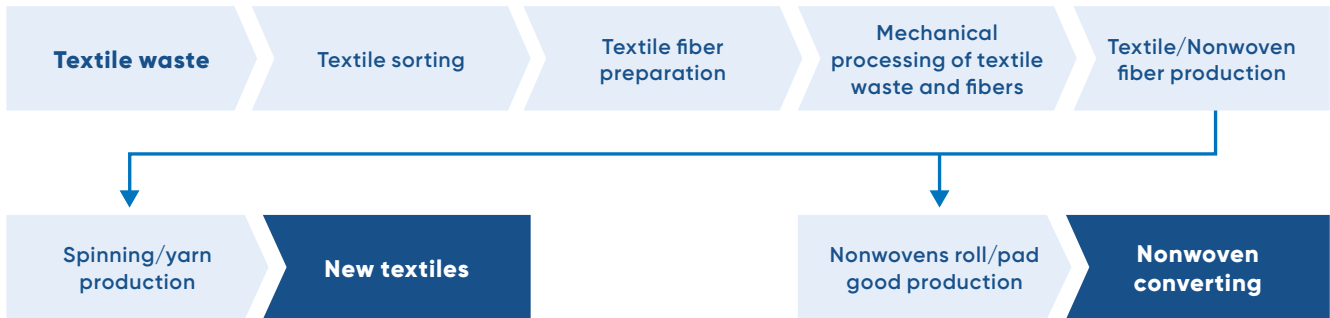 Textile waste
Textile sorting
Textile fiber
preparation
Mechanical
processing of textile
waste and fibers
Textile/Nonwoven
fiber production
Spinning/yarn
production
New textiles
Nonwovens roll/pad
good production
Nonwoven
converting